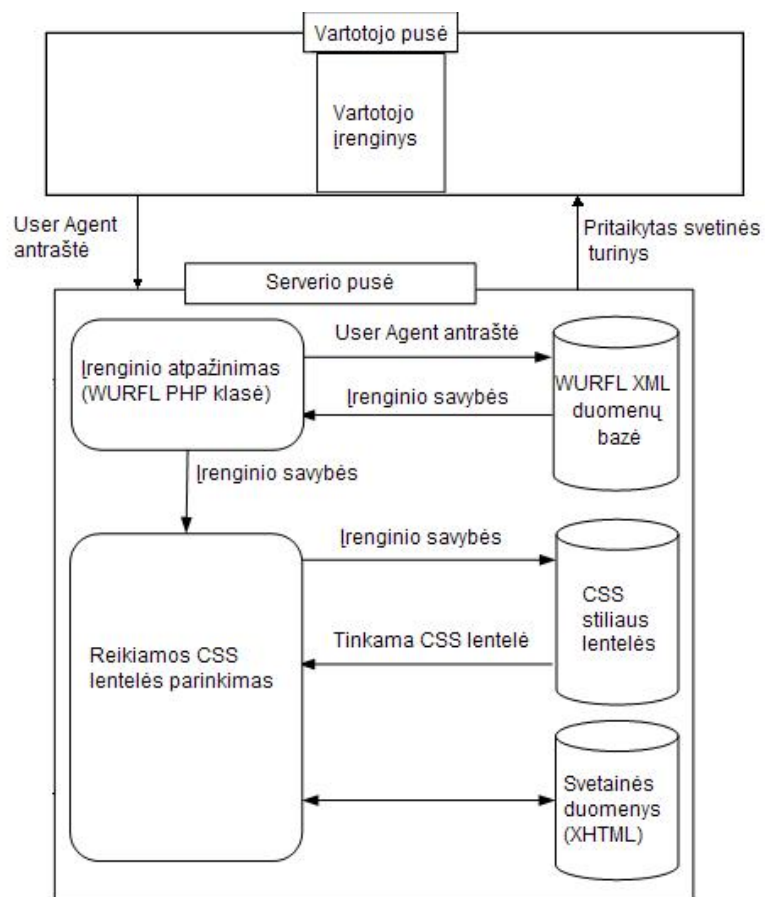 Vartotojo pusė
Vartotojo
įrenginys
User Agent
antraštė
Pritaikytas svetinės
turinys
Serverio pusė
Įrenginio atpažinimas
(WURFL PHP klasė)
User Agent antraštė
Įrenginio savybės
WURFL XML
duomenų
bazė
Įrenginio savybės
Įrenginio savybės
CSS
stiliaus
lentelės
Reikiamos CSS
lentelės parinkimas
Tinkama CSS lentelė
Svetainės
duomenys
(XHTML)